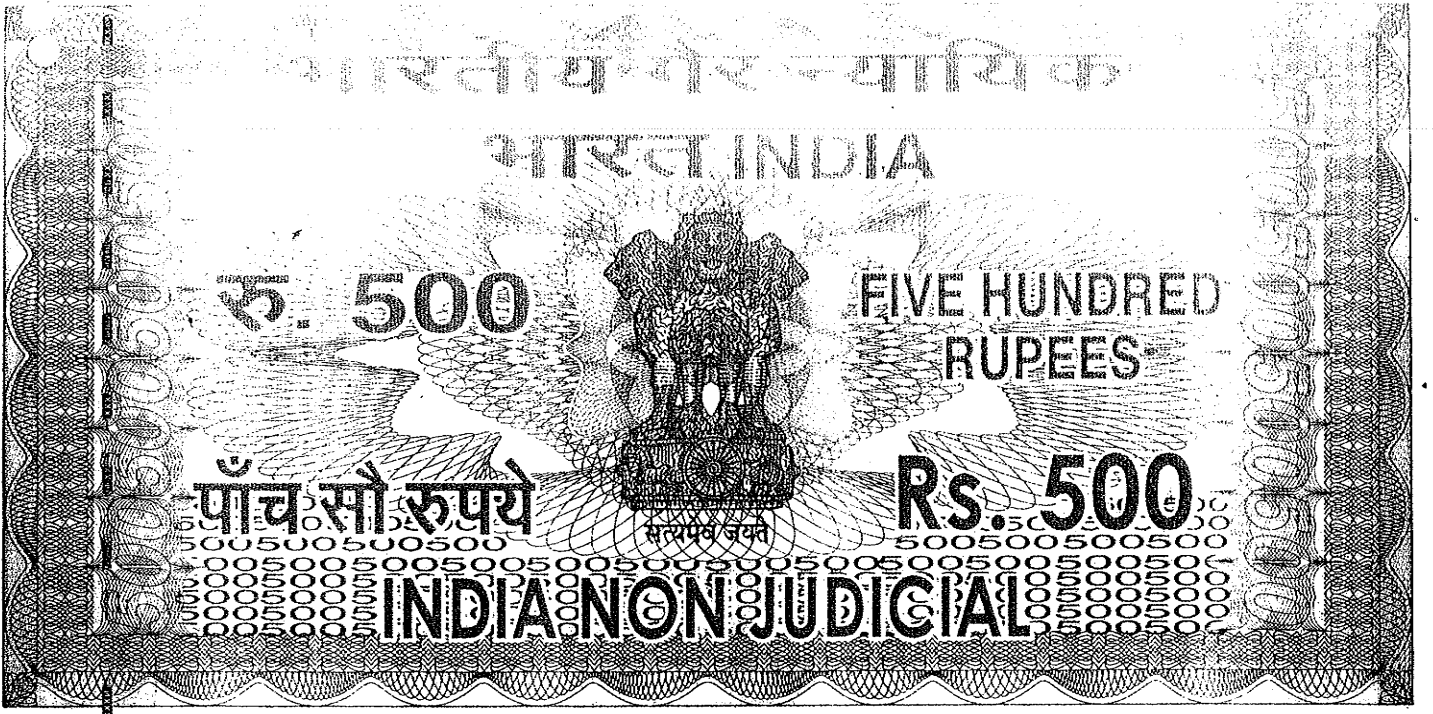 भारतीय गैर न्यायिक
भारत INDIA
रु. 500
FIVE HUNDRED
RUPEES
पाँच सौ रुपये
Rs. 500
सत्यमेव जयते
INDIA NON JUDICIAL